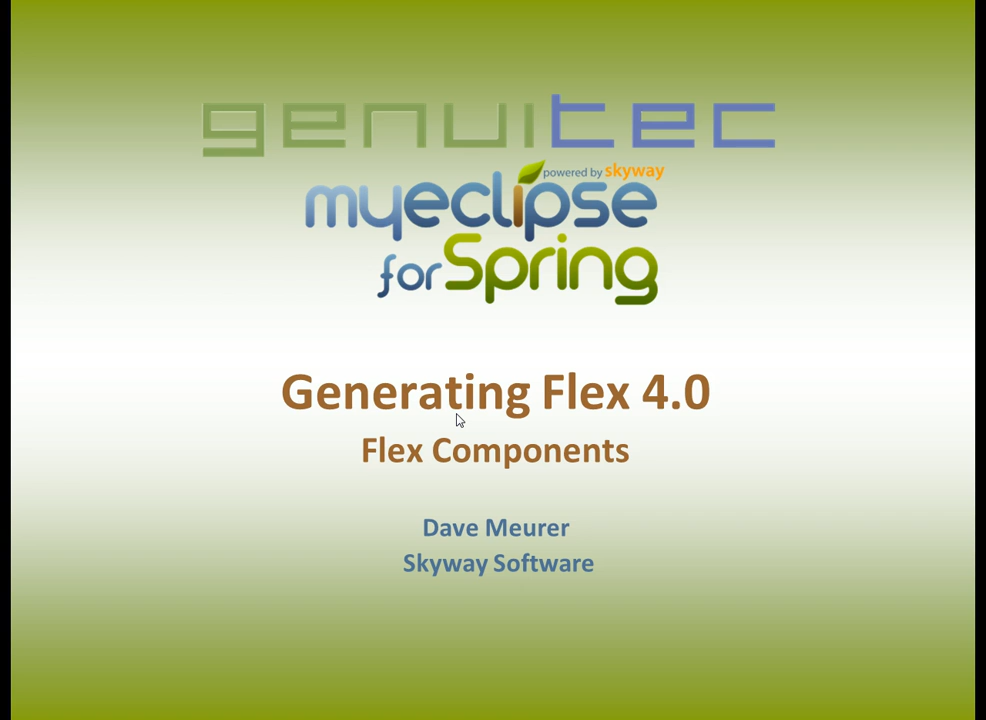 genuitec
powered by skyway
myeclipse
for Spring
Generating Flex 4.0
Flex Components
Dave Meurer
Skyway Software